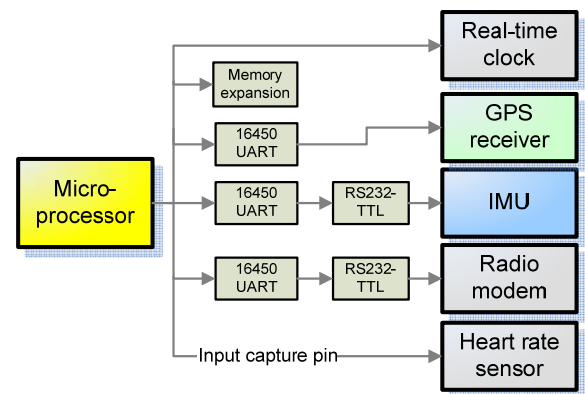 Real-time
clock
Memory
expansion
GPS
receiver
16450
UART
Micro-
processor
16450
UART
RS232-
TTL
IMU
16450
UART
RS232-
TTL
Radio
modem
Input capture pin
Heart rate
sensor